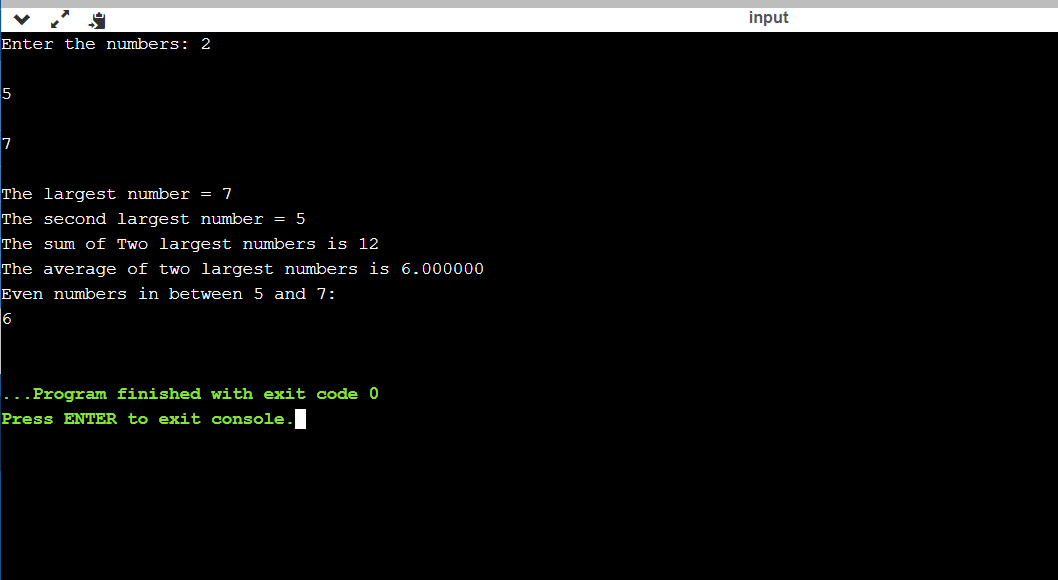 input
Enter the numbers: 2
5
7
The largest number = 7
The second largest number = 5
The sum of Two largest numbers is 12
The average of two largest numbers is 6.000000
Even numbers in between 5 and 7:
6
...Program finished with exit code 0
Press ENTER to exit console.